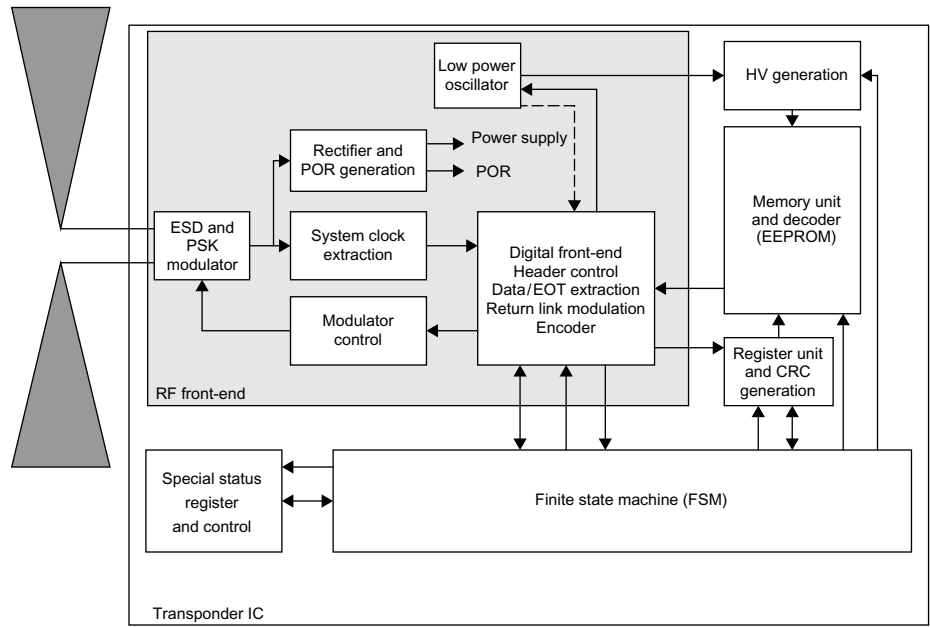 Low power
oscillator
HV generation
Rectifier and
POR generation
Power supply
POR
Memory unit
and decoder
(EEPROM)
ESD and
PSK
modulator
System clock
extraction
Digital front-end
Header control
Data/EOT extraction
Return link modulation
Encoder
Modulator
control
Register unit
and CRC
generation
RF front-end
Special status
register
and control
Finite state machine (FSM)
Transponder IC